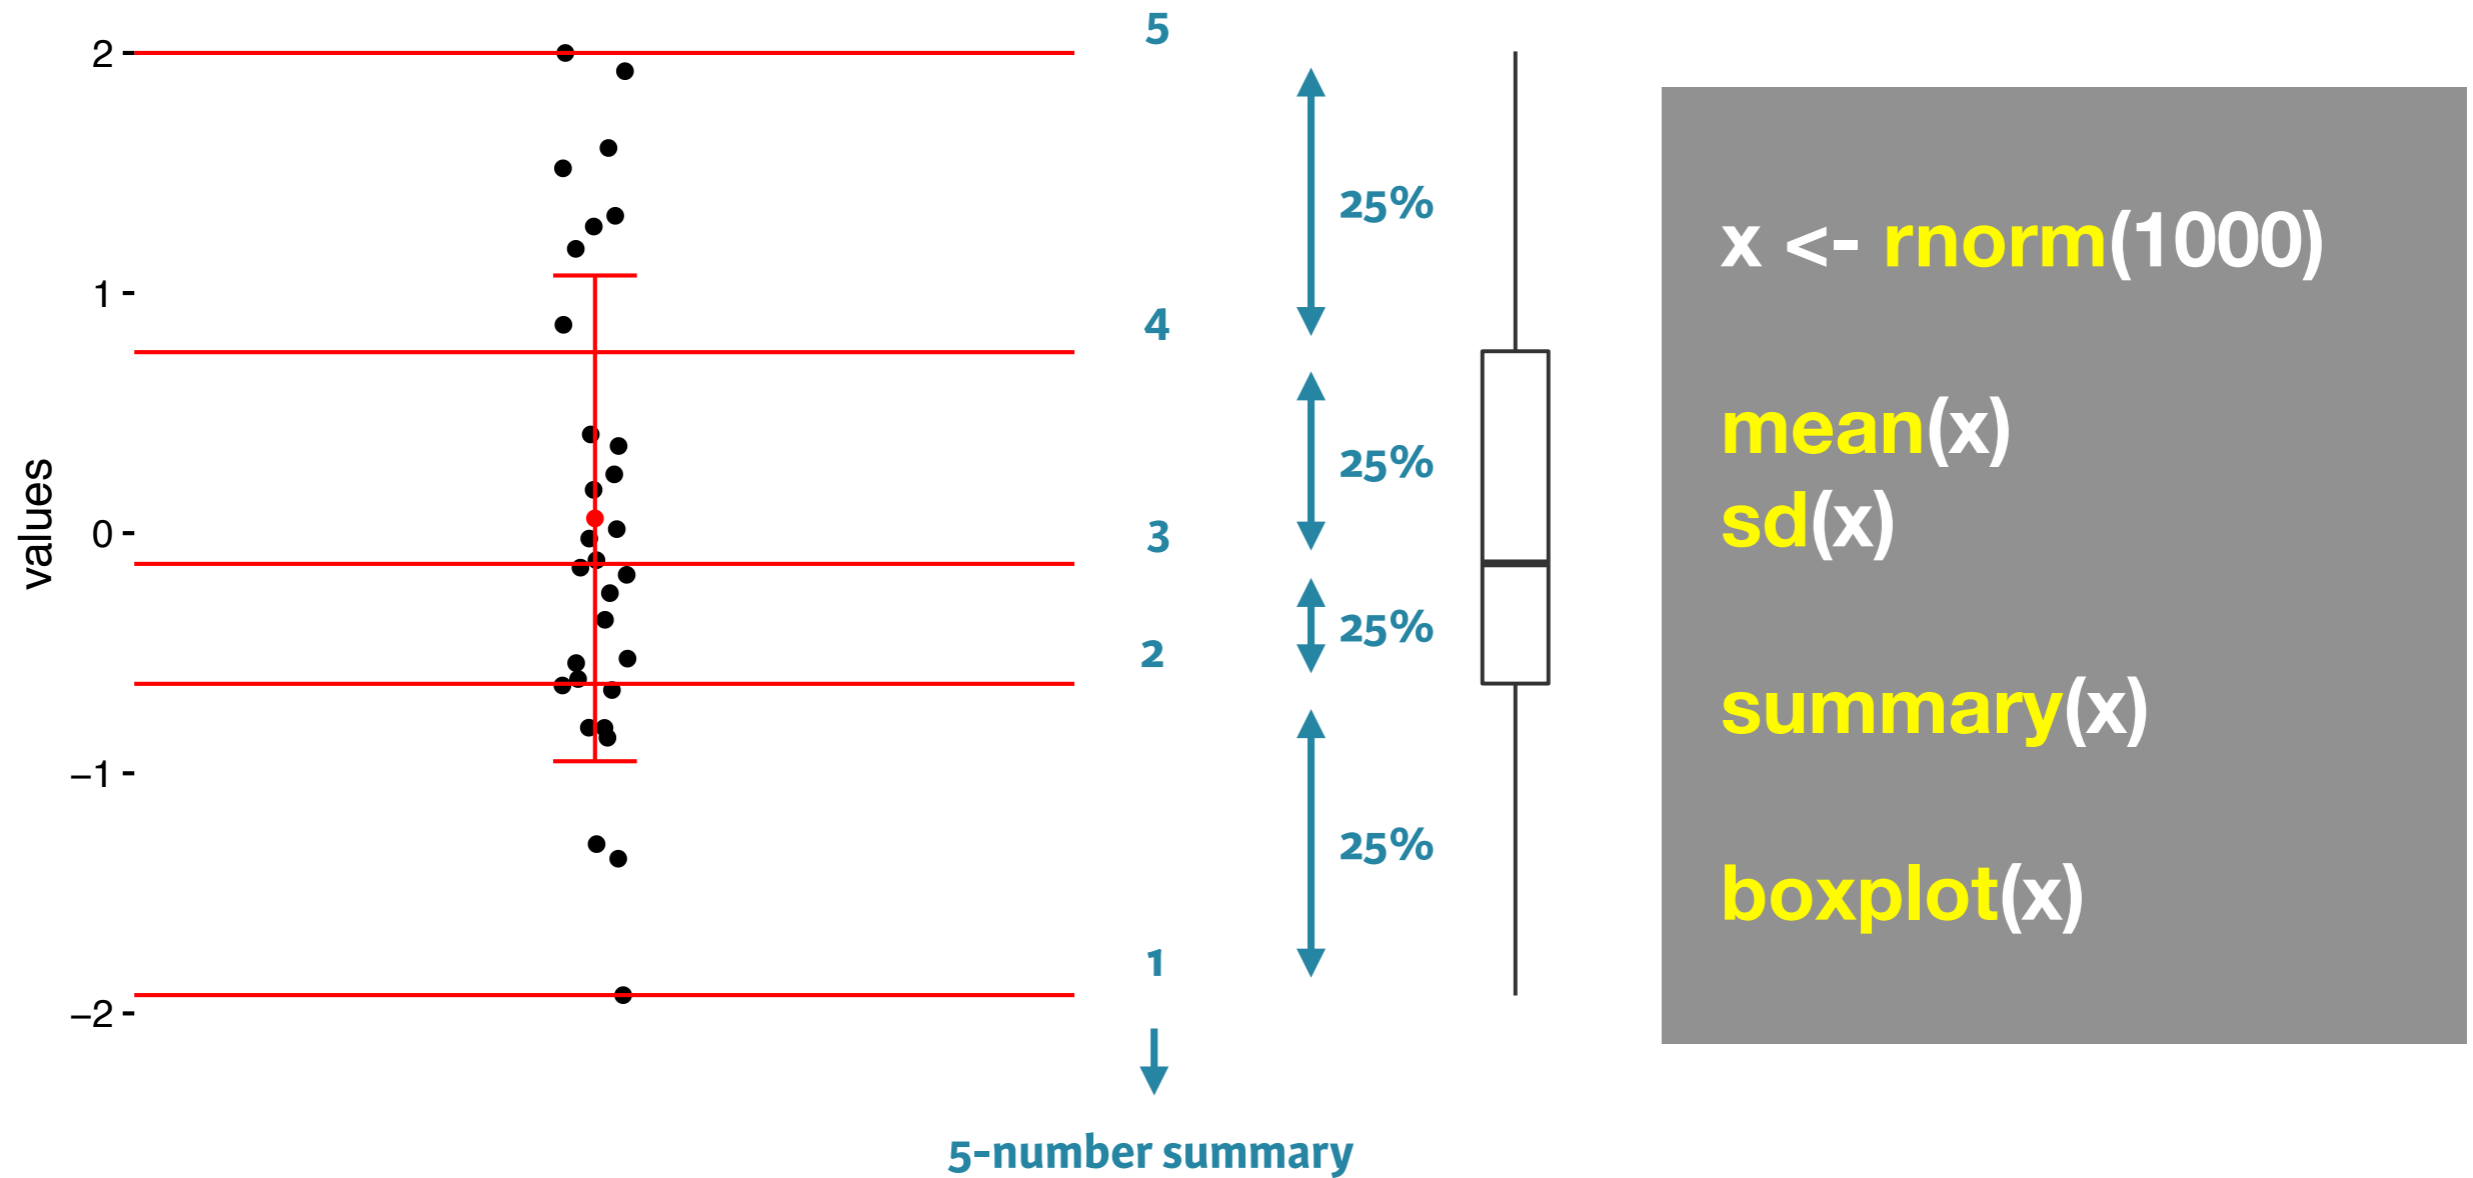 values
2
1
0
−1
−2
5
4
3
2
1
25%
25%
25%
25%
5-number summary
x <- rnorm(1000)
mean(x)
sd(x)
summary(x)
boxplot(x)